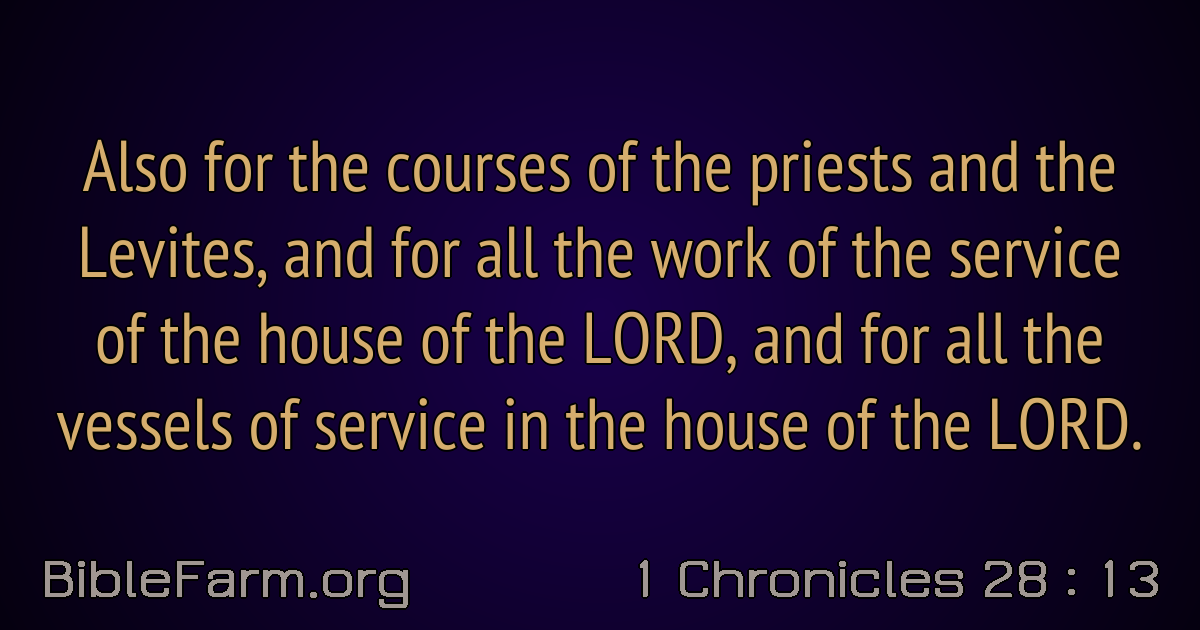 Also for the courses of the priests and the
Levites, and for all the work of the service
of the house of the LORD, and for all the
vessels of service in the house of the LORD.
BibleFarm.org
1 Chronicles 28 : 13